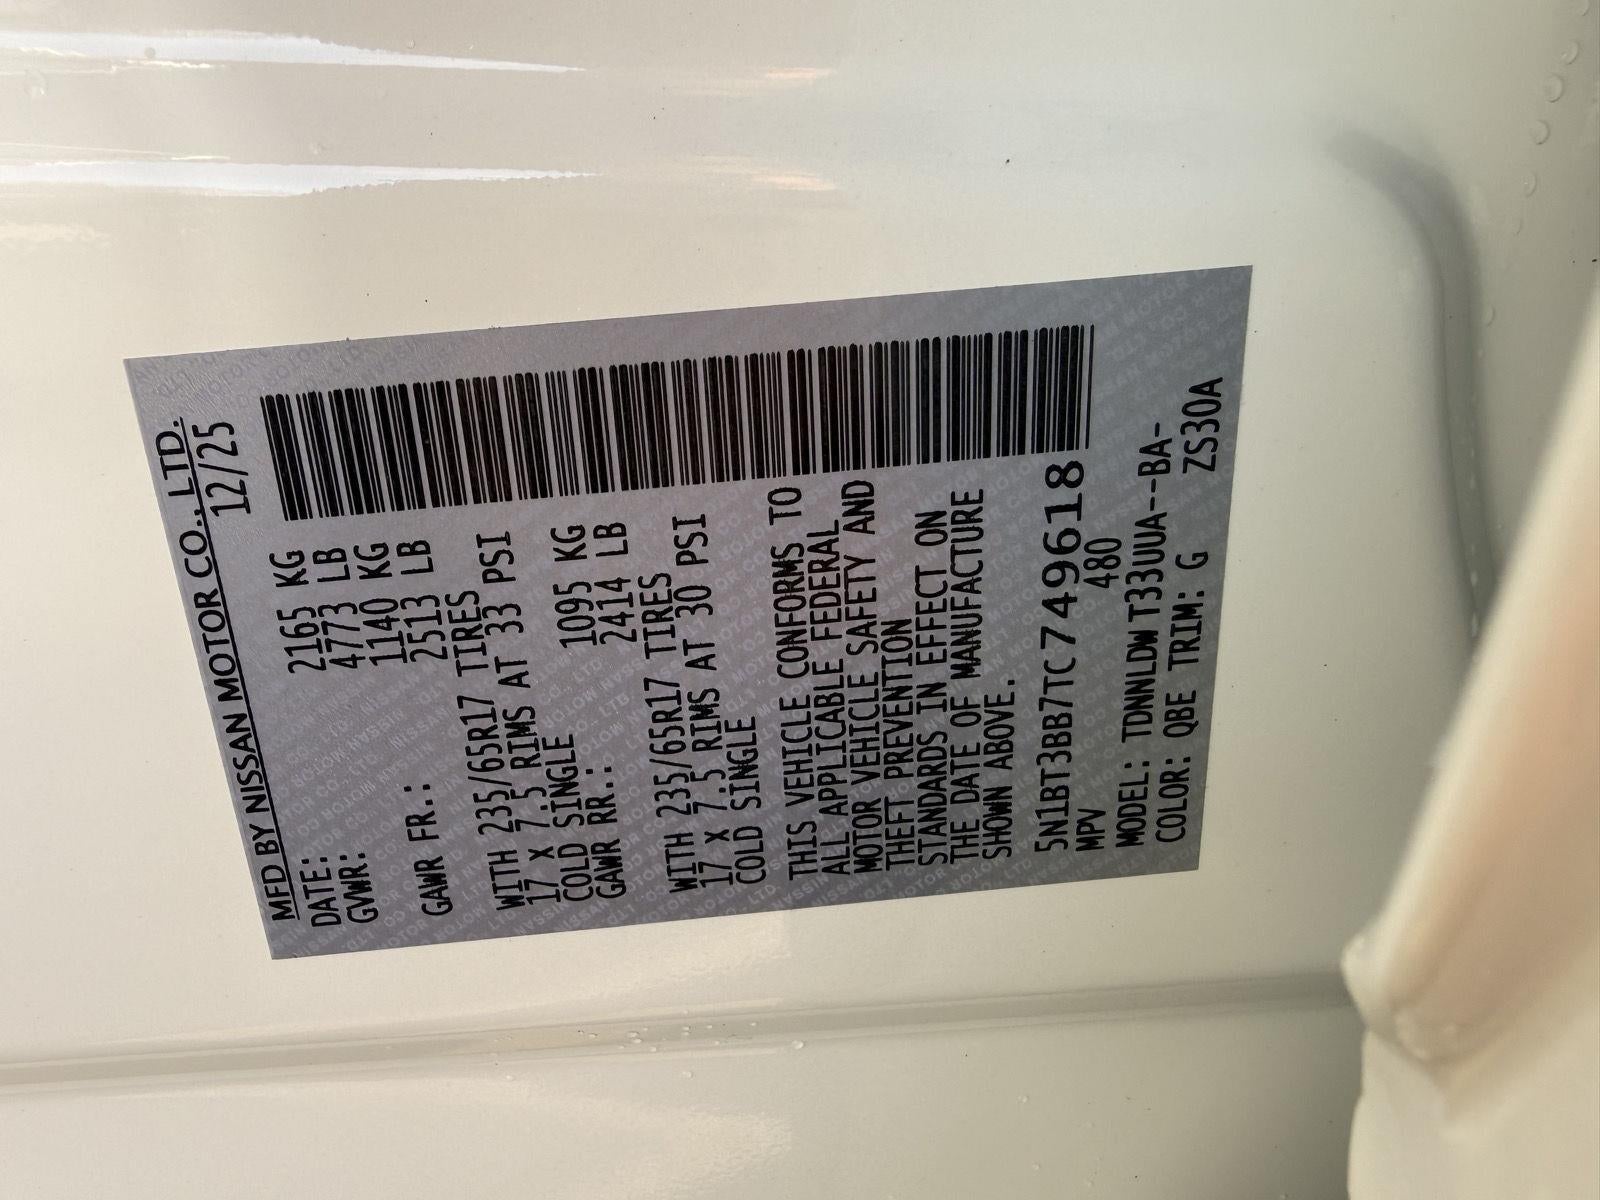 MFD BY NISSAN MOTOR CO., LTD.
DATE: 12/25
GVWR: 2165 KG
4773 LB
1140 KG
GAWR FR.: 2513 LB
WITH 235/65R17 TIRES
17 X 7.5 RIMS AT 33 PSI
COLD SINGLE 1095 KG
GAWR RR.: 2414 LB
WITH 235/65R17 TIRES
17 X 7.5 RIMS AT 30 PSI
COLD SINGLE
THIS VEHICLE CONFORMS TO
ALL APPLICABLE FEDERAL
MOTOR VEHICLE SAFETY AND
THEFT PREVENTION
STANDARDS IN EFFECT ON
THE DATE OF MANUFACTURE
SHOWN ABOVE.
5N1BT3BB7TC749618
MPV 480
MODEL: TDNNLDW T33UUA--BA-
COLOR: QBE TRIM: G ZS30A